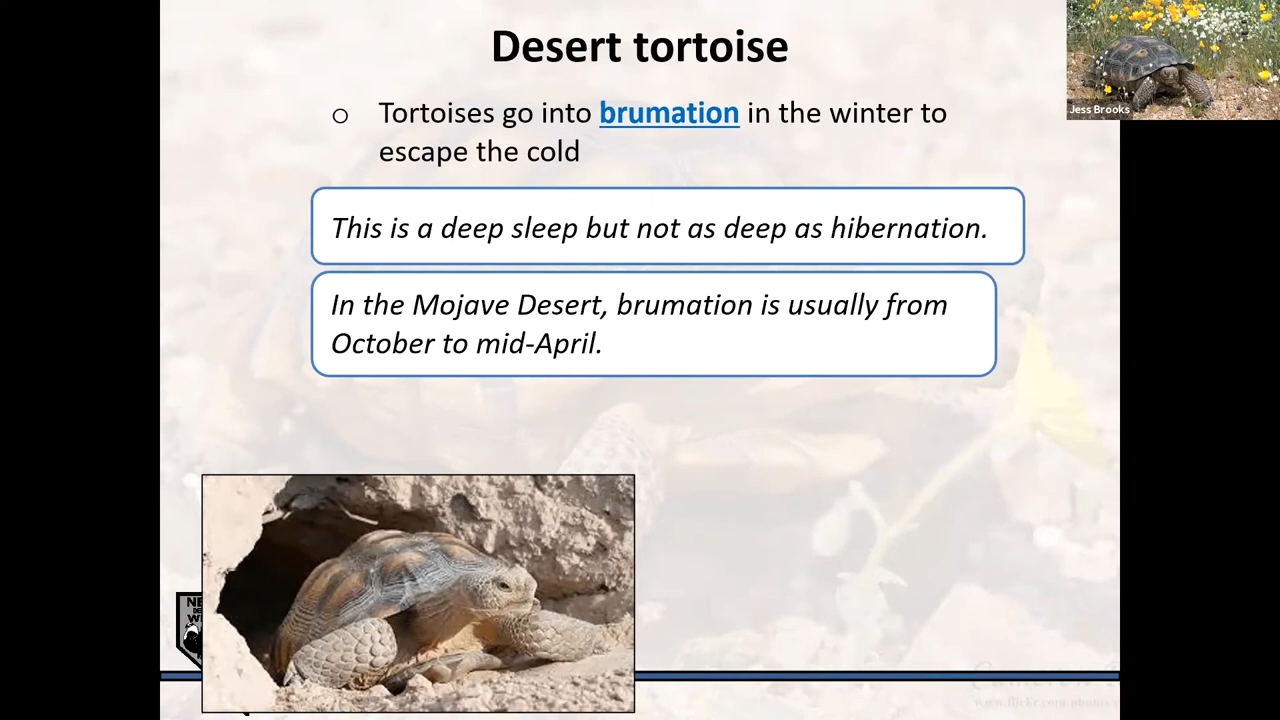 Desert tortoise
Jess Brooks
o Tortoises go into brumation in the winter to
escape the cold
This is a deep sleep but not as deep as hibernation.
In the Mojave Desert, brumation is usually from
October to mid-April.
NE